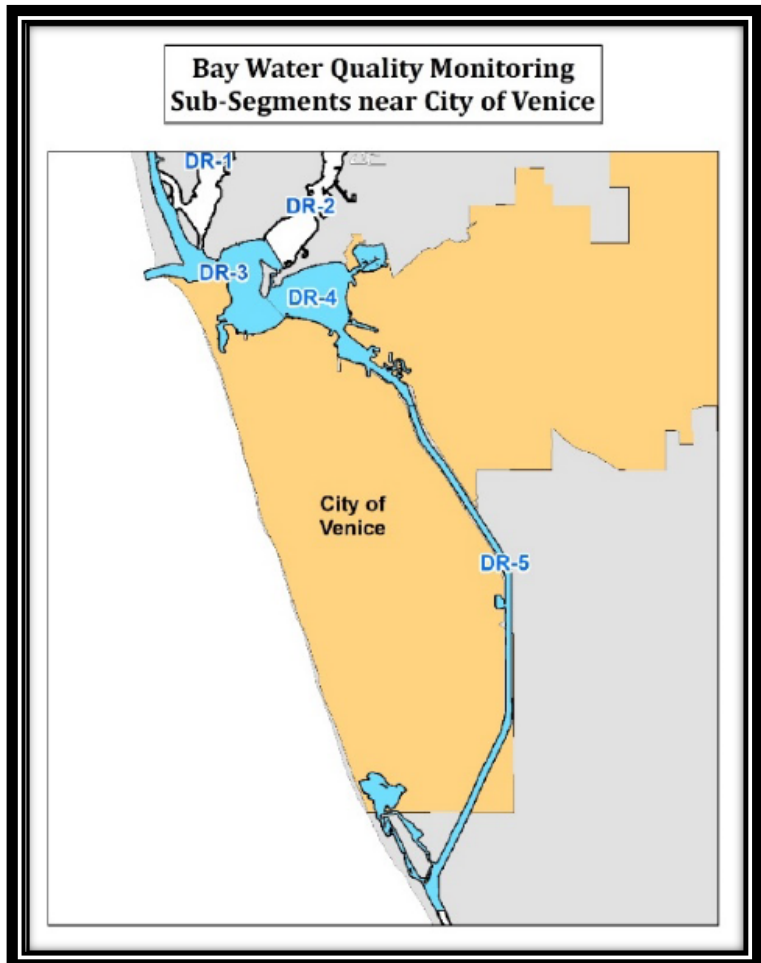 Bay Water Quality Monitoring
Sub-Segments near City of Venice
DR-1
DR-2
DR-3
DR-4
City of
Venice
DR-5